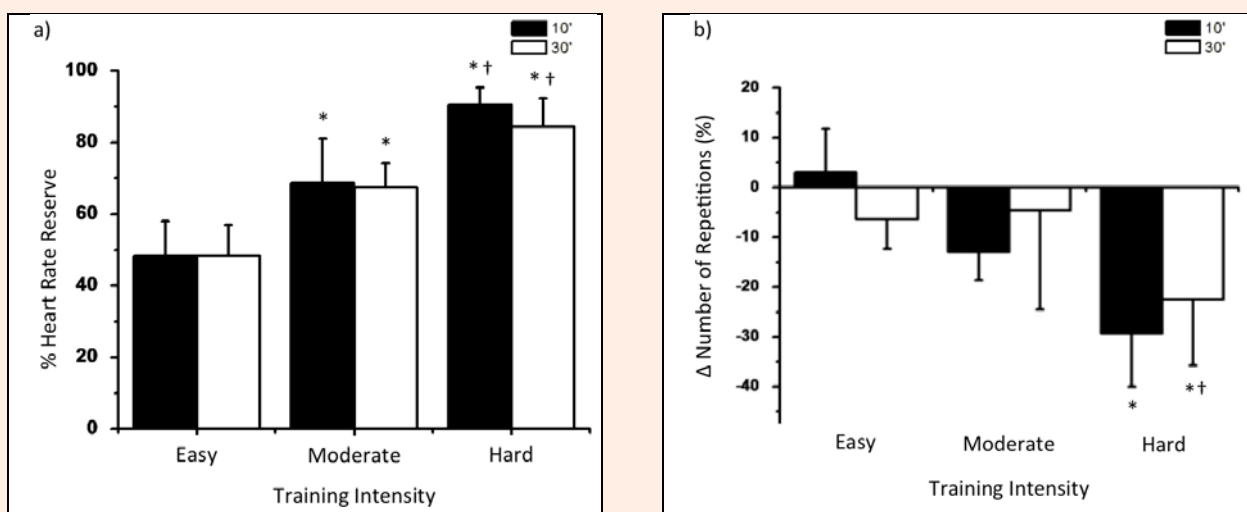 a)
10'
30'
* †
* †
*
*
100
80
60
40
20
0
% Heart Rate Reserve
Easy Moderate Hard
Training Intensity
b)
10'
30'
20
10
0
-10
-20
-30
-40
Δ Number of Repetitions (%)
* *†
Easy Moderate Hard
Training Intensity